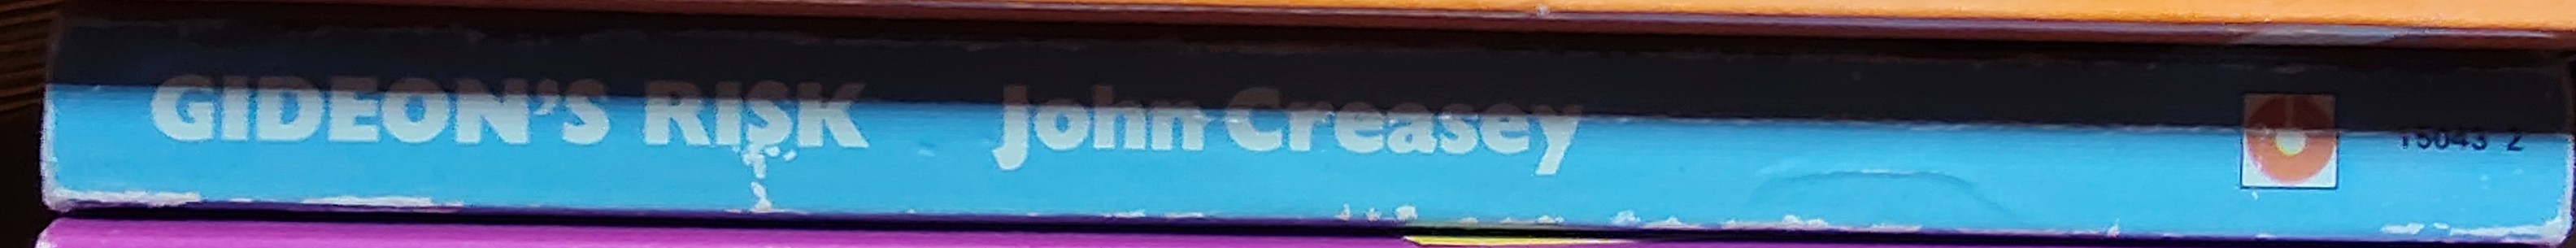 GIDEON'S RISK John Creasey 15043 2